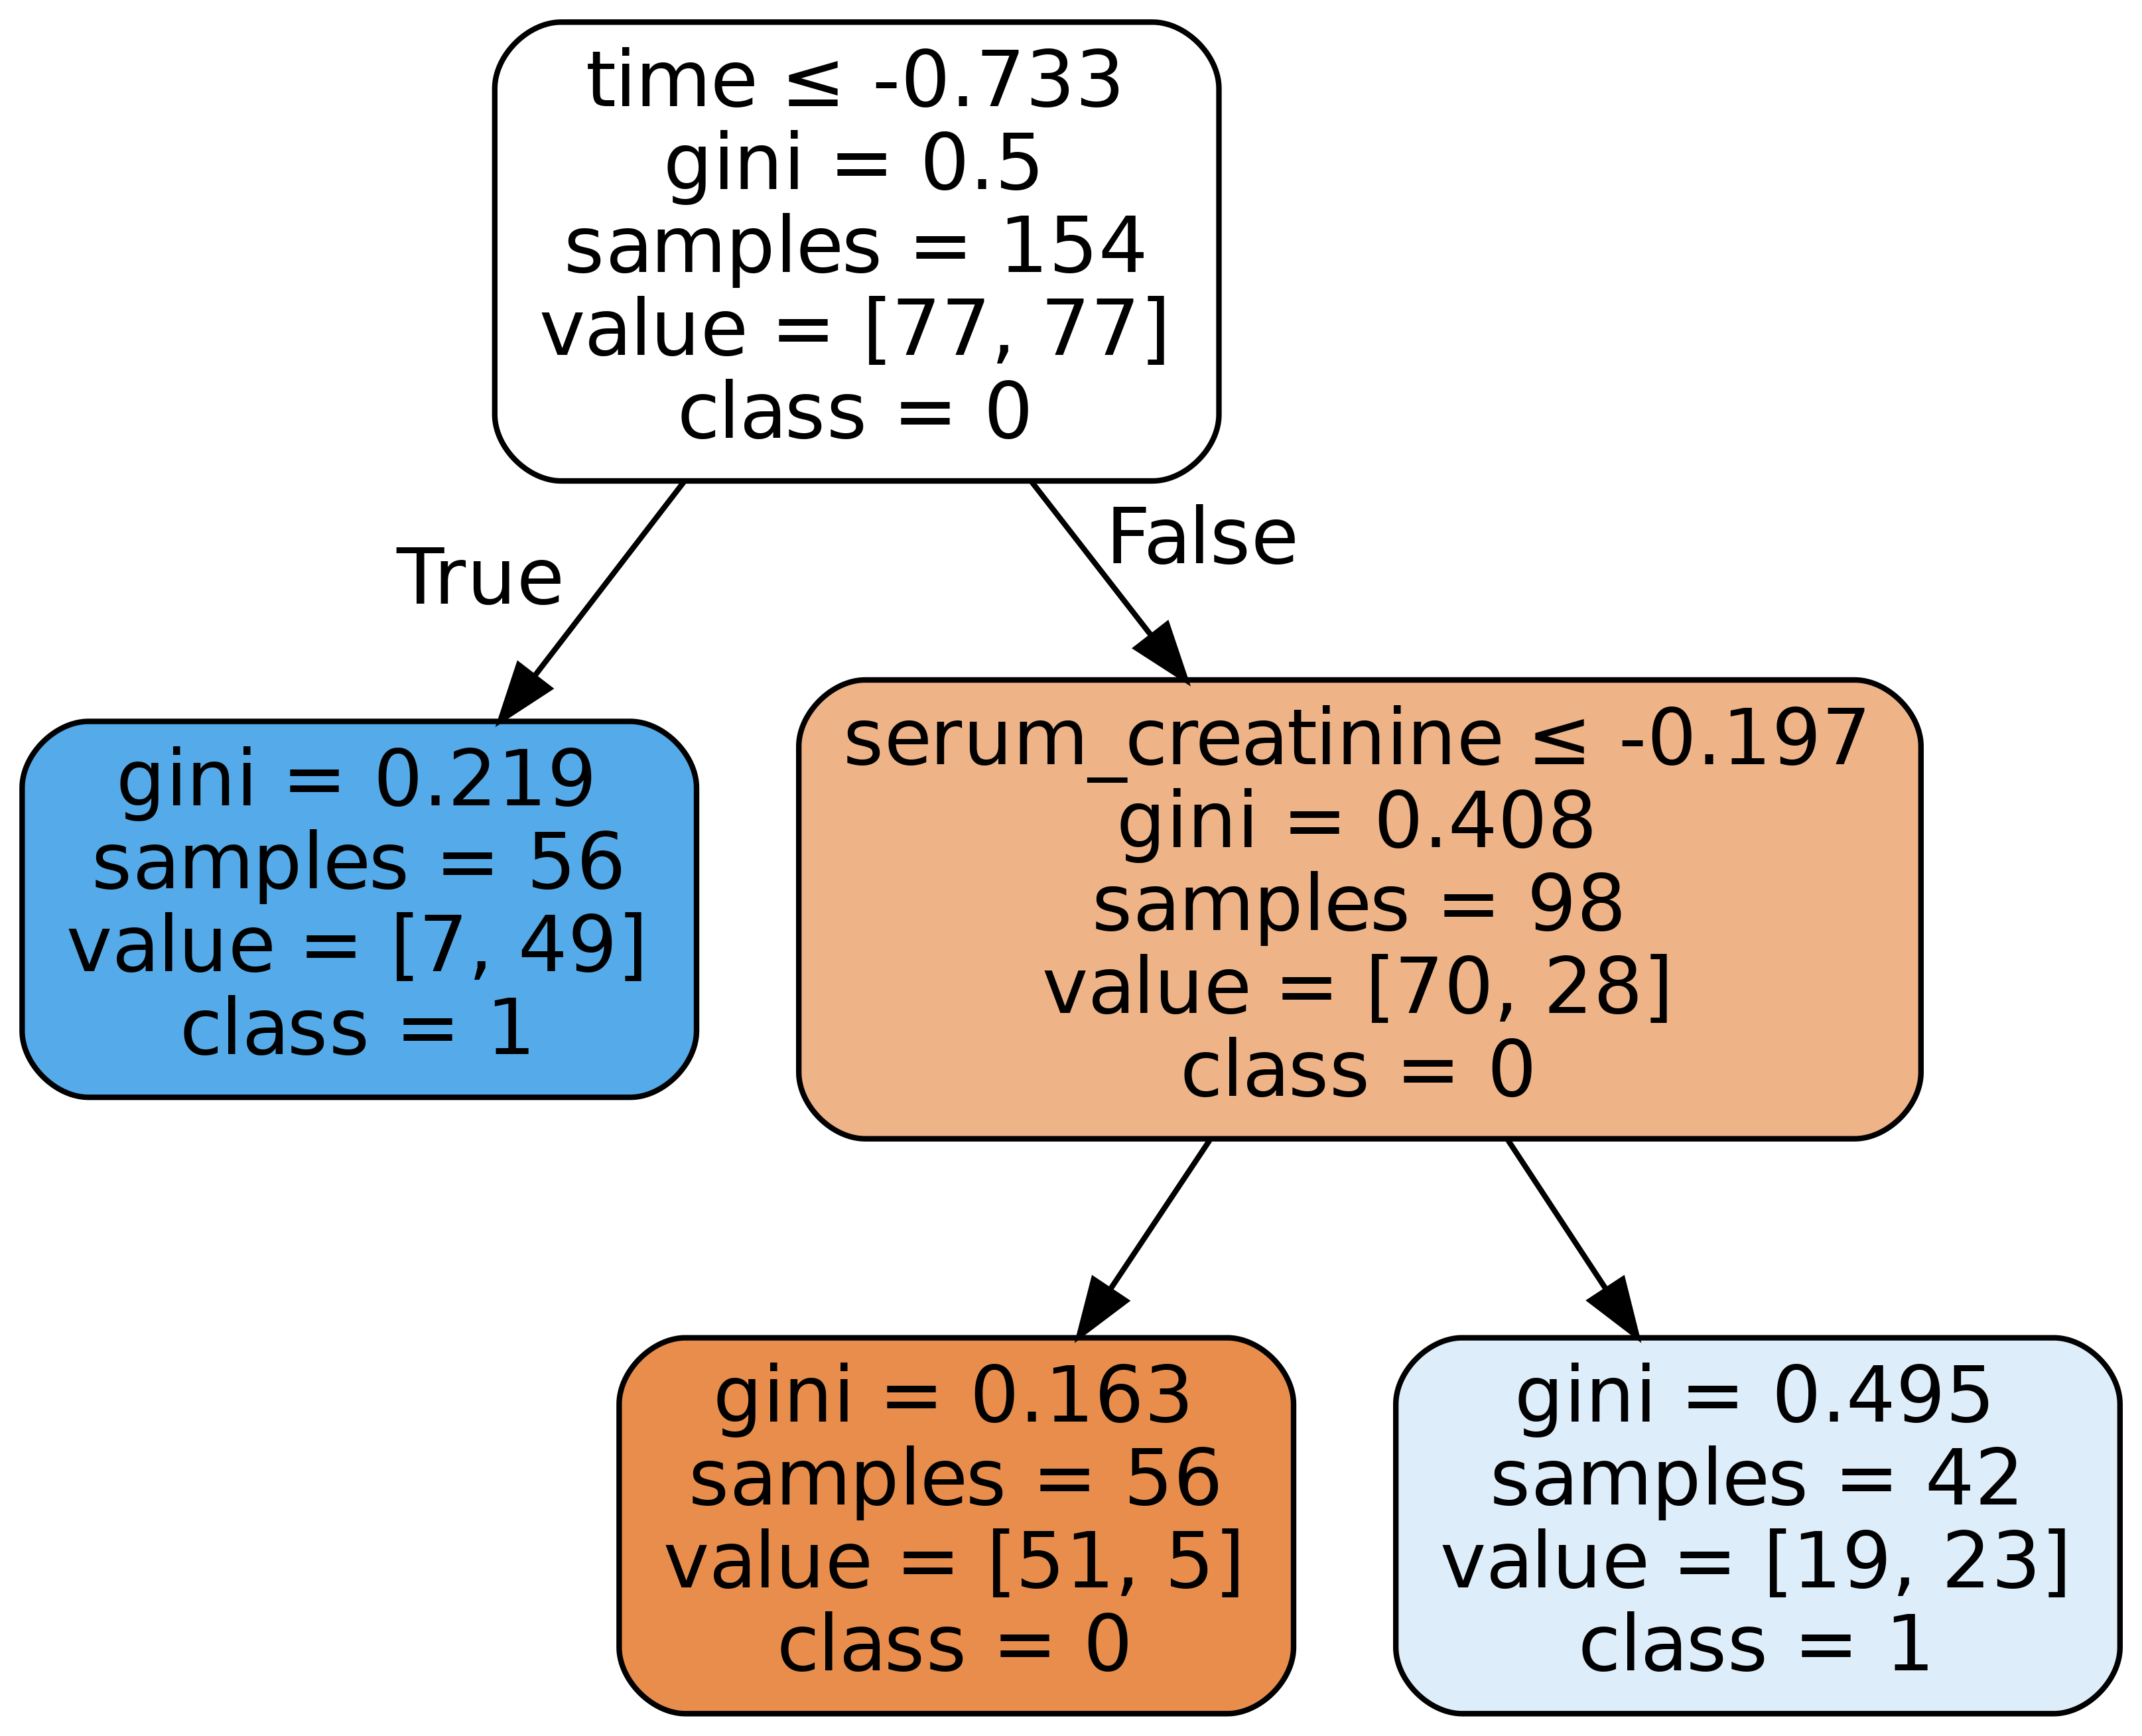 time ≤ -0.733
gini = 0.5
samples = 154
value = [77, 77]
class = 0
True
False
gini = 0.219
samples = 56
value = [7, 49]
class = 1
serum_creatinine ≤ -0.197
gini = 0.408
samples = 98
value = [70, 28]
class = 0
gini = 0.163
samples = 56
value = [51, 5]
class = 0
gini = 0.495
samples = 42
value = [19, 23]
class = 1